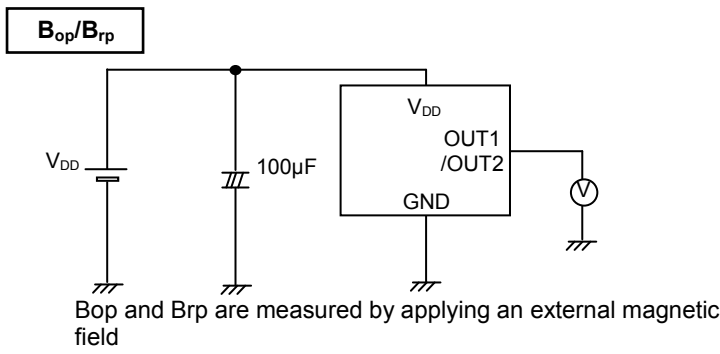 Bop/Brp
VDD
OUT1
/OUT2
VDD
100µF
V
GND
Bop and Brp are measured by applying an external magnetic
field